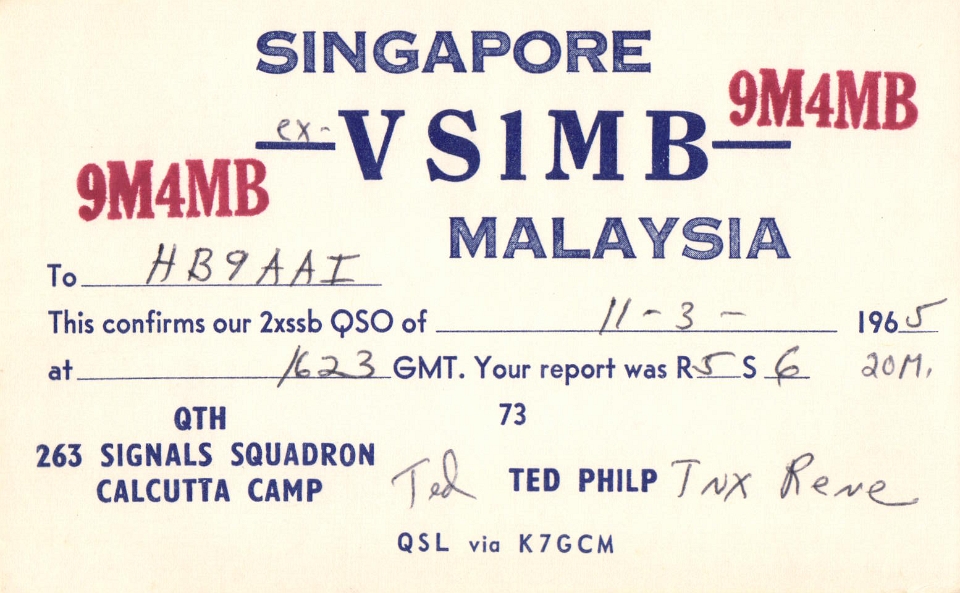 SINGAPORE
ex- VS1MB 9M4MB
9M4MB
MALAYSIA
To HB9AAI
This confirms our 2xssb QSO of 11-3- 1965
at 1623 GMT. Your report was R5 S 6 20M.
QTH 73
263 SIGNALS SQUADRON
CALCUTTA CAMP
Ted TED PHILP Tnx Rene
QSL via K7GCM